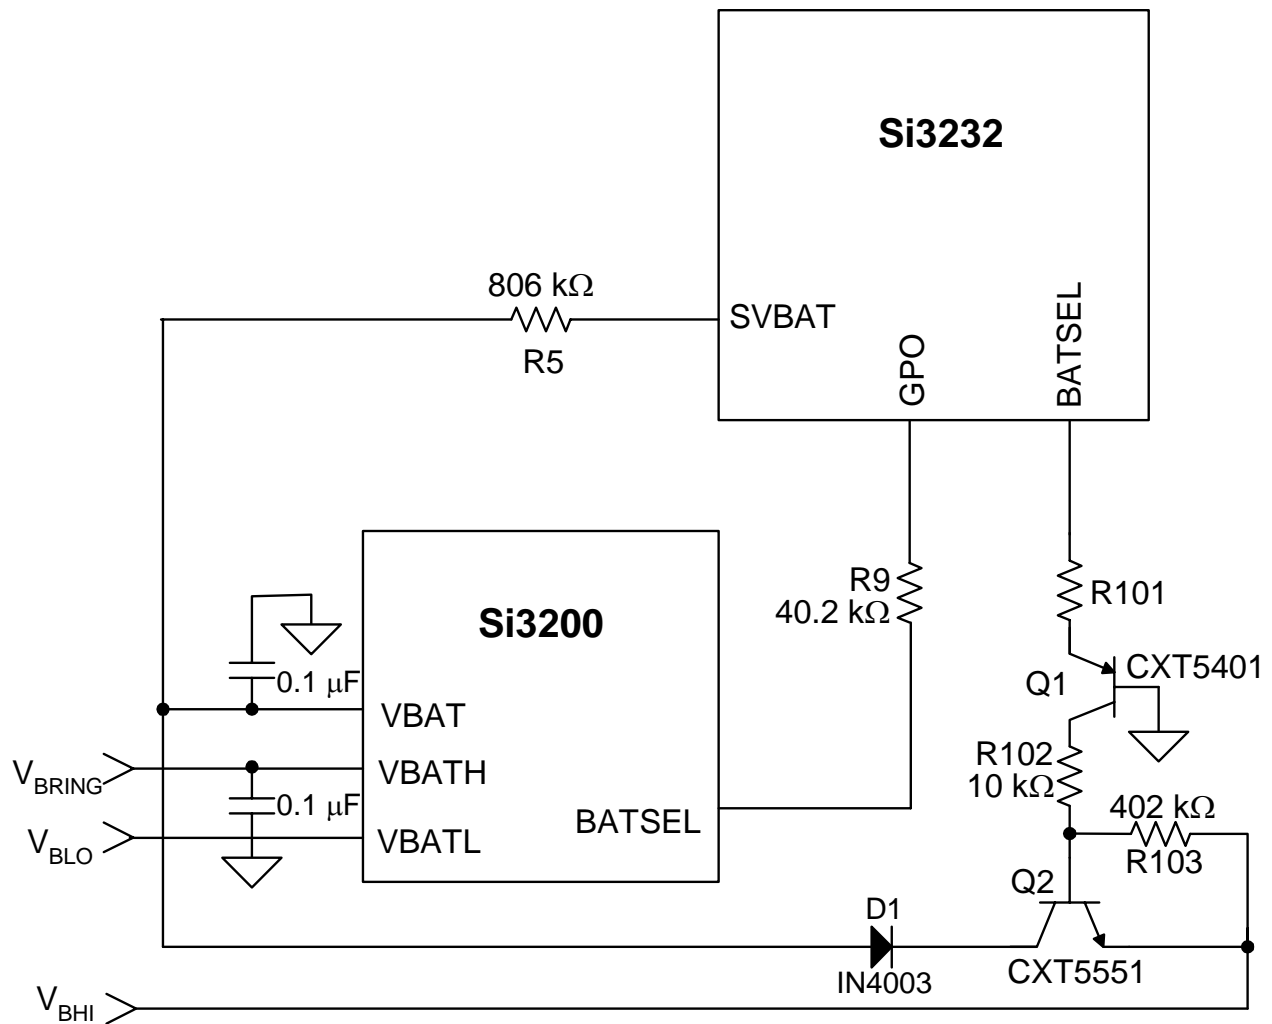 Si3232
806 kΩ
R5
SVBAT
GPO
BATSEL
R9
40.2 kΩ
R101
Si3200
0.1 μF
CXT5401
Q1
VBAT
R102
10 kΩ
V_BRING
VBATH
0.1 μF
402 kΩ
R103
BATSEL
V_BLO
VBATL
Q2
D1
IN4003
CXT5551
V_BHI